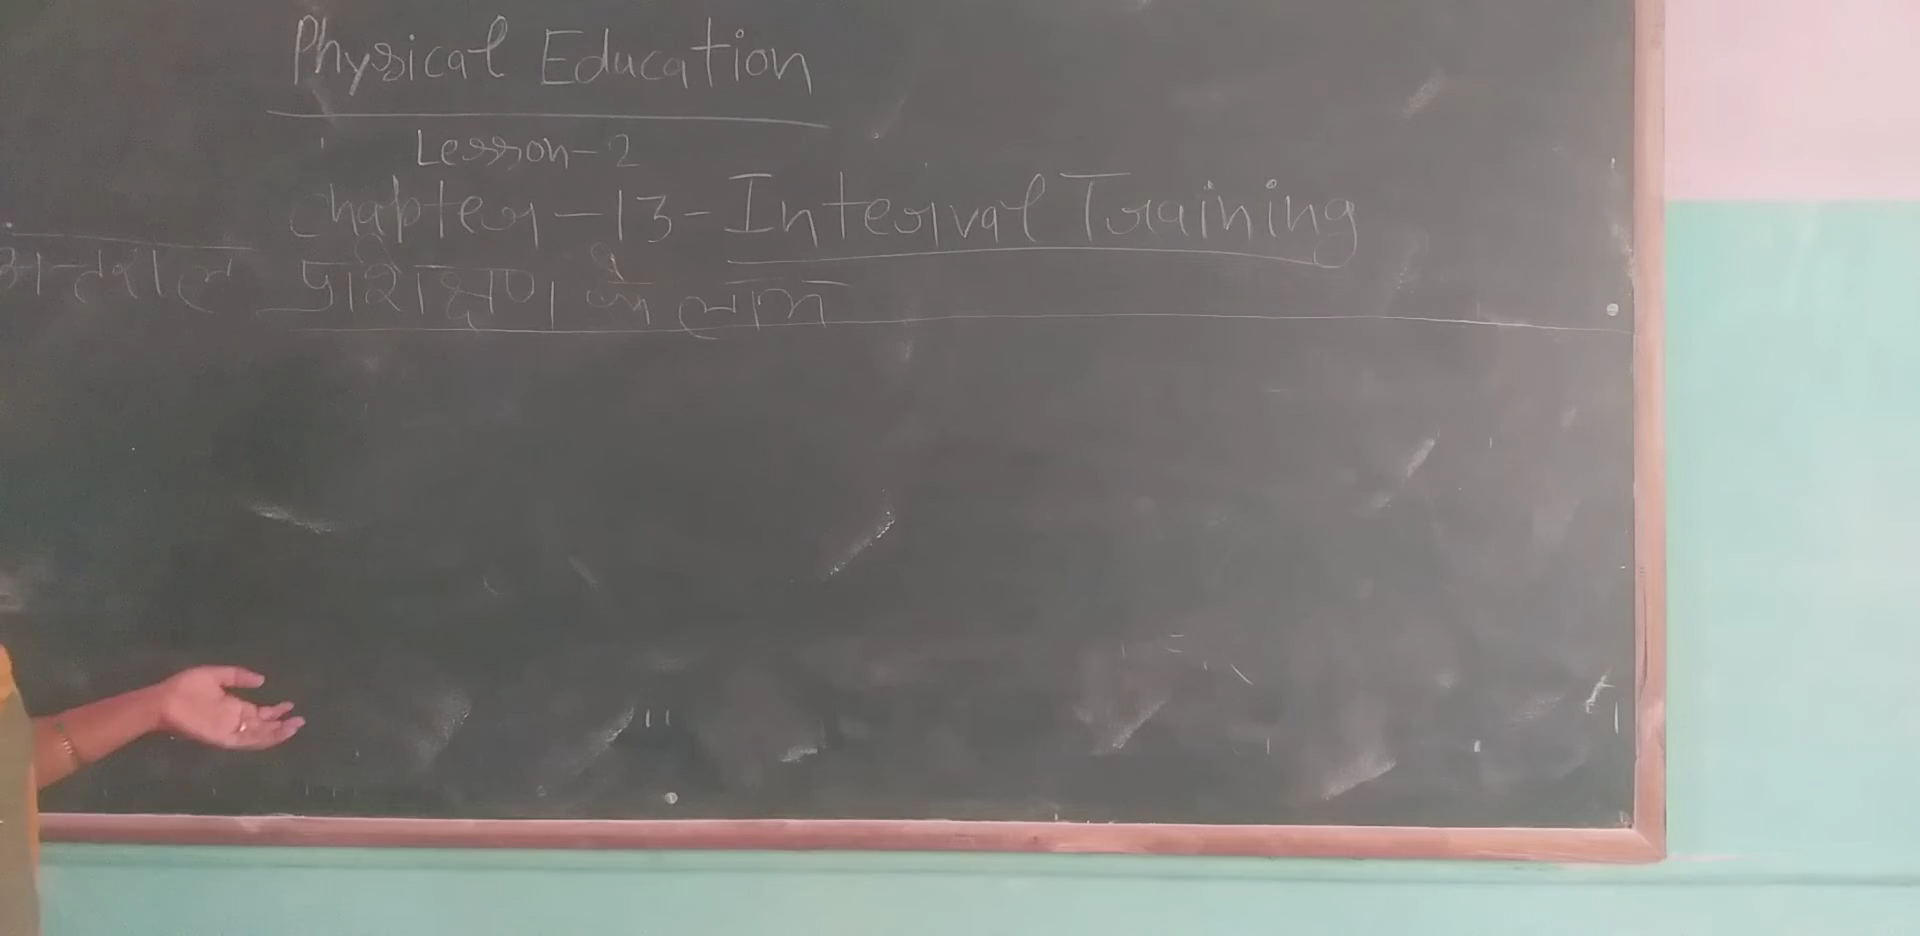 Physical Education
Lesson-2
Chapter-13-Interval Training
अन्तराल प्रशिक्षण के लाभ